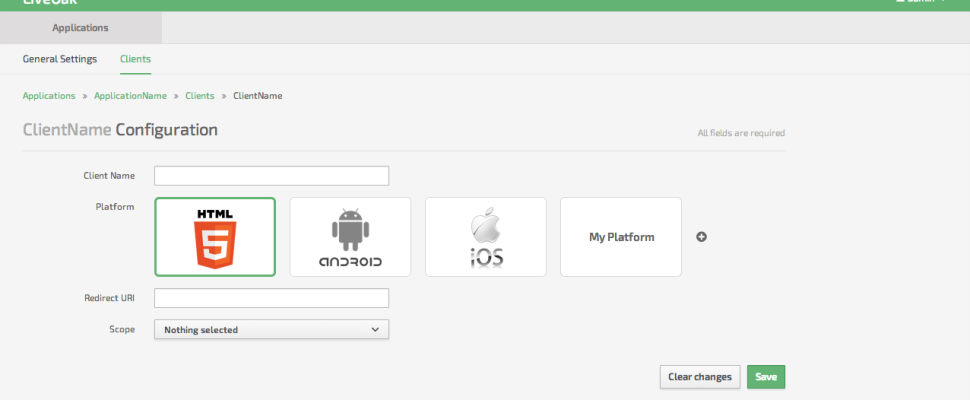 LiveOak
Applications
General Settings Clients
Applications » ApplicationName » Clients » ClientName
ClientName Configuration
All fields are required
Client Name
Platform
HTML
5
ANDROID
iOS
My Platform
Redirect URI
Scope
Nothing selected
Clear changes
Save